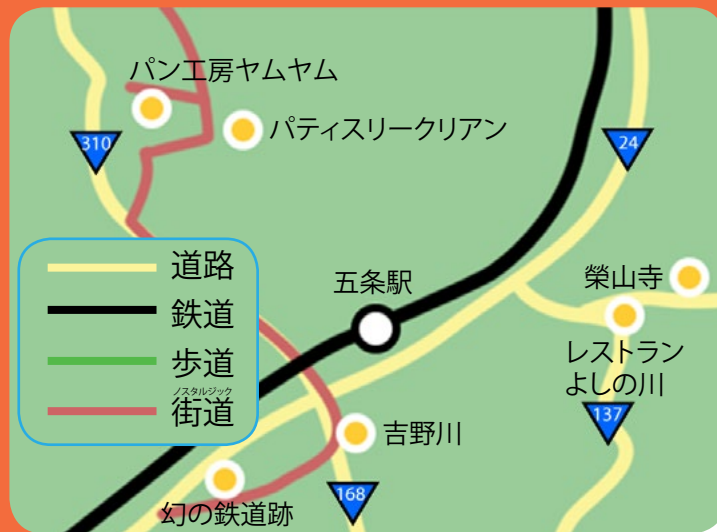 パン工房ヤムヤム
パティスリークリアン
310
24
道路
鉄道
歩道
ノスタルジック
街道
五条駅
榮山寺
レストラン
よしの川
137
吉野川
168
幻の鉄道跡